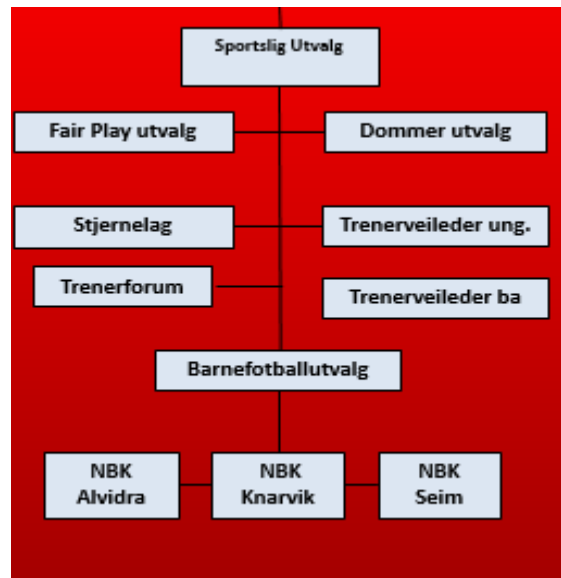 Sportslig Utvalg
Fair Play utvalg
Dommer utvalg
Stjernelag
Trenerveileder ung.
Trenerforum
Trenerveileder ba
Barnefotballutvalg
NBK
Alvidra
NBK
Knarvik
NBK
Seim